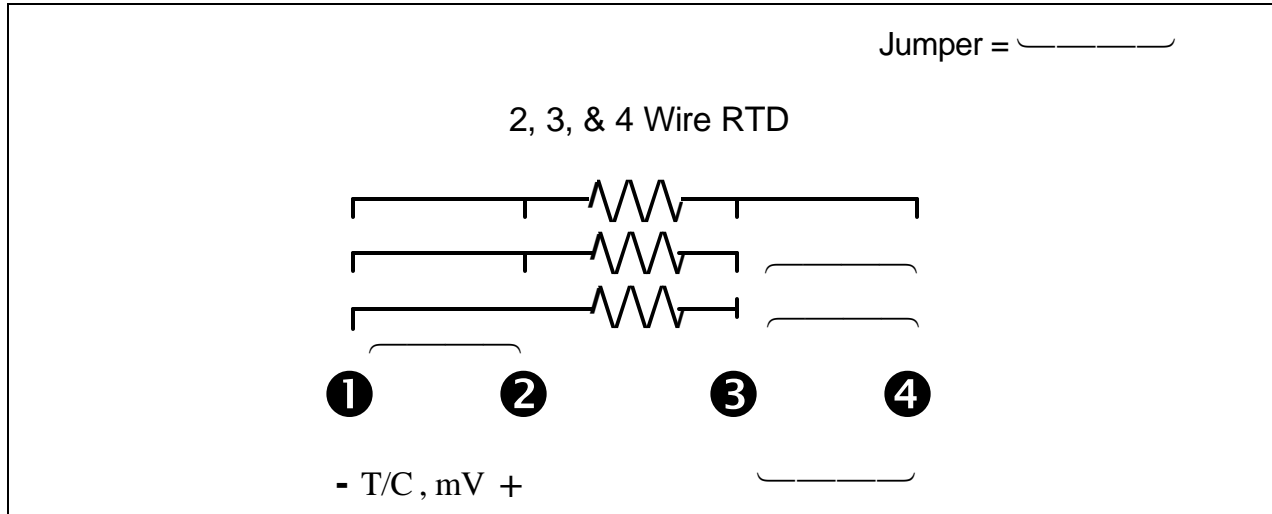 Jumper =
2, 3, & 4 Wire RTD
❶ ❷ ❸ ❹
- T/C , mV +